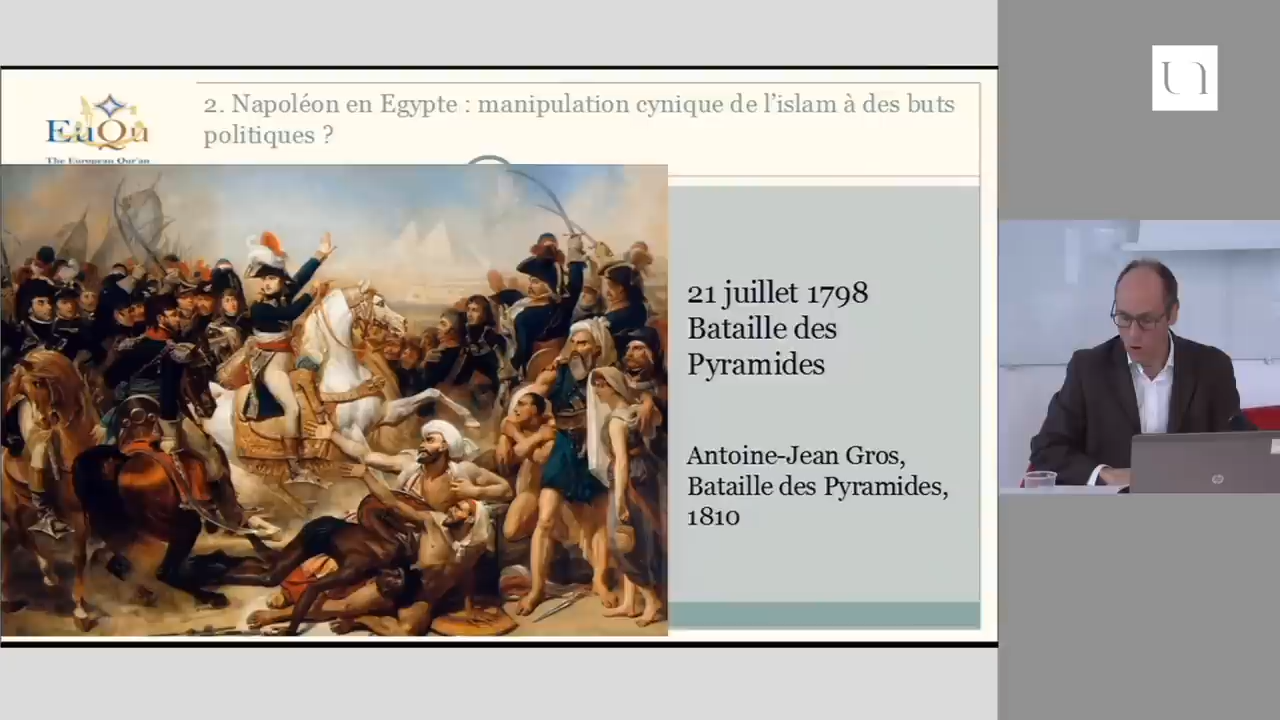 2. Napoléon en Egypte : manipulation cynique de l’islam à des buts
politiques ?
EuQu
The European Qur'an
21 juillet 1798
Bataille des
Pyramides
Antoine-Jean Gros,
Bataille des Pyramides,
1810
hp